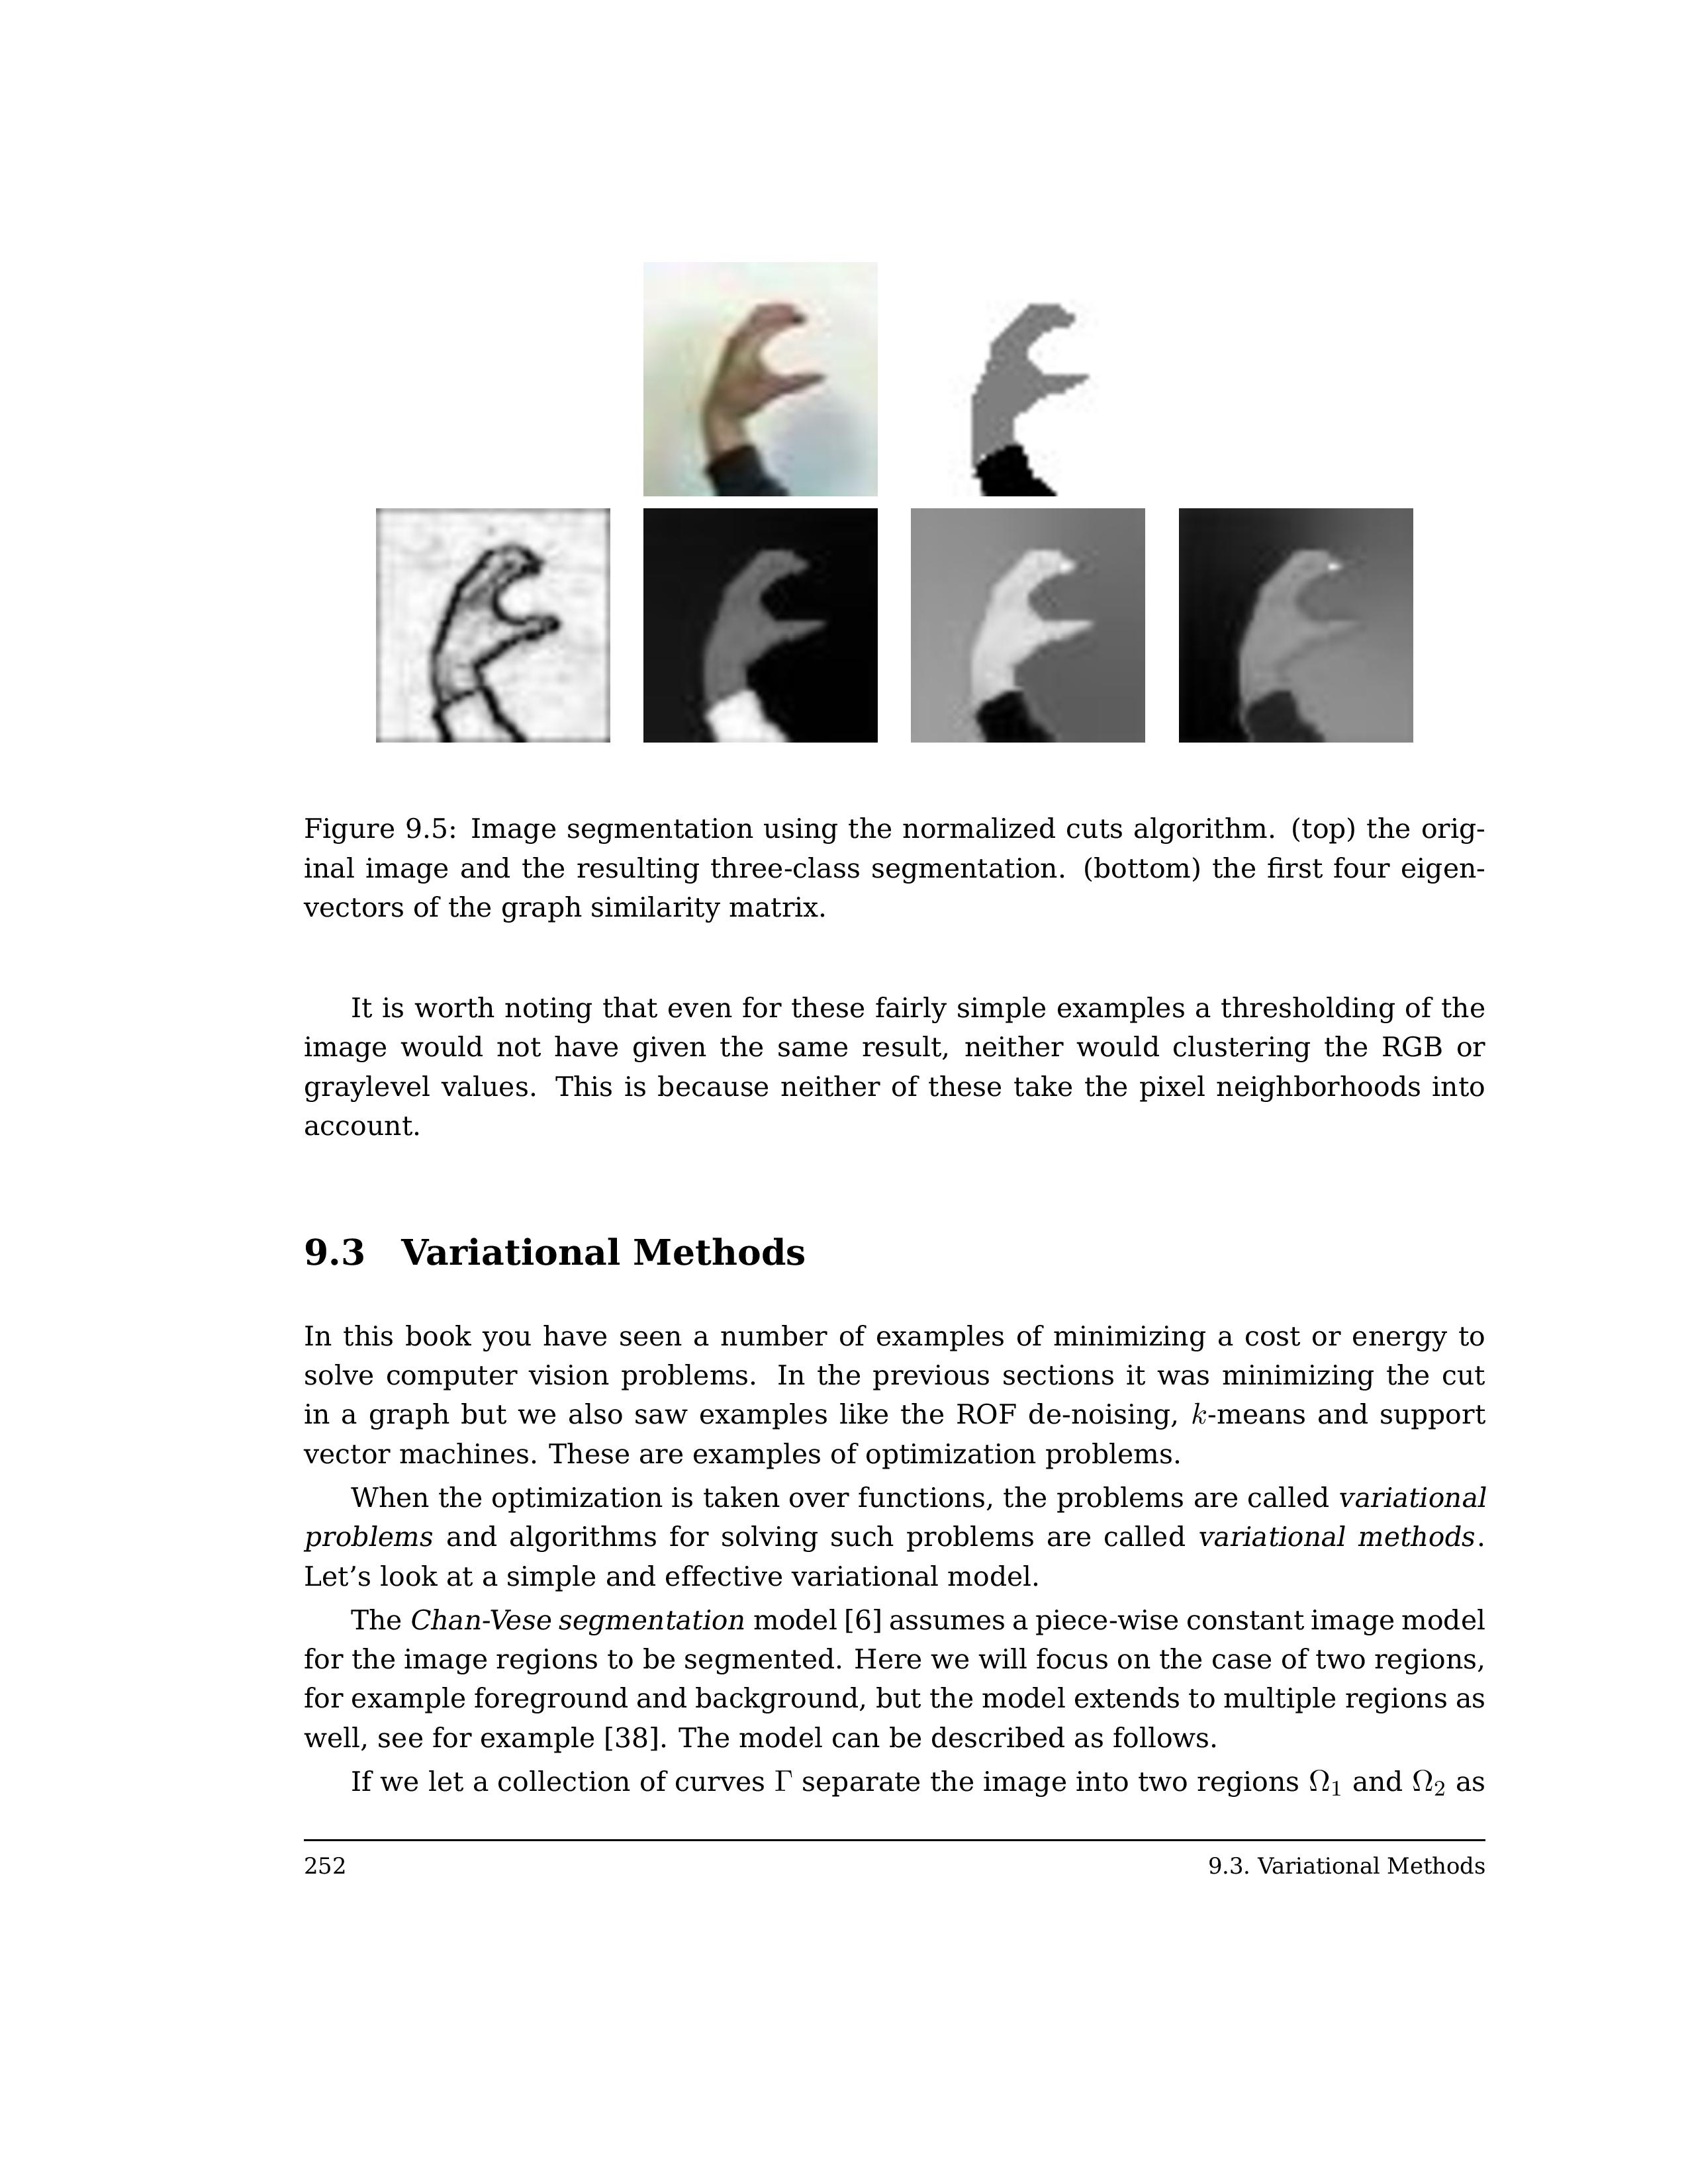 Figure 9.5: Image segmentation using the normalized cuts algorithm. (top) the orig-
inal image and the resulting three-class segmentation. (bottom) the first four eigen-
vectors of the graph similarity matrix.
It is worth noting that even for these fairly simple examples a thresholding of the
image would not have given the same result, neither would clustering the RGB or
graylevel values. This is because neither of these take the pixel neighborhoods into
account.
9.3 Variational Methods
In this book you have seen a number of examples of minimizing a cost or energy to
solve computer vision problems. In the previous sections it was minimizing the cut
in a graph but we also saw examples like the ROF de-noising, k-means and support
vector machines. These are examples of optimization problems.
When the optimization is taken over functions, the problems are called variational
problems and algorithms for solving such problems are called variational methods.
Let’s look at a simple and effective variational model.
The Chan-Vese segmentation model [6] assumes a piece-wise constant image model
for the image regions to be segmented. Here we will focus on the case of two regions,
for example foreground and background, but the model extends to multiple regions as
well, see for example [38]. The model can be described as follows.
If we let a collection of curves Γ separate the image into two regions Ω₁ and Ω₂ as
252 9.3. Variational Methods